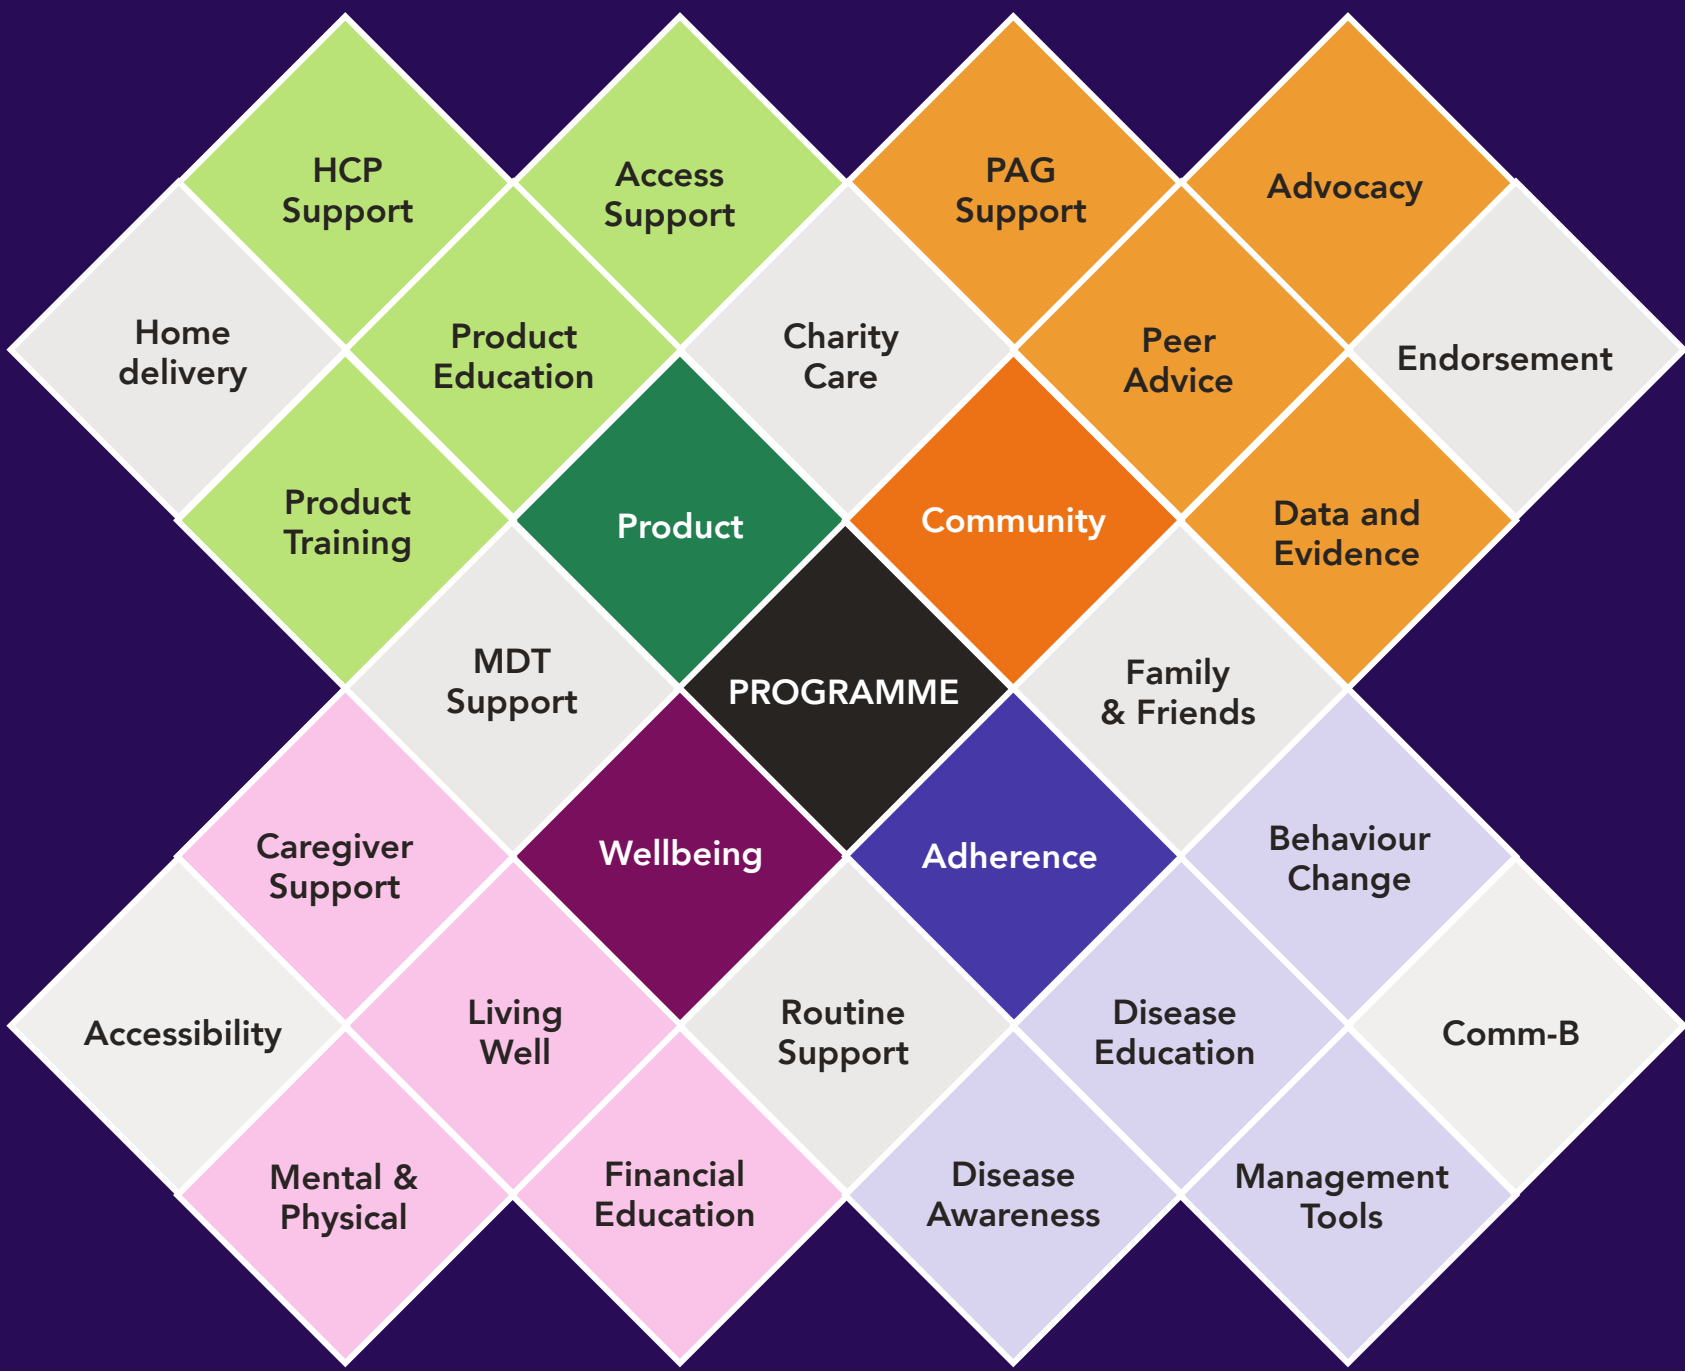 HCP
Support
Access
Support
PAG
Support
Advocacy
Home
delivery
Product
Education
Charity
Care
Peer
Advice
Endorsement
Product
Training
Product
Community
Data and
Evidence
MDT
Support
PROGRAMME
Family
& Friends
Caregiver
Support
Wellbeing
Adherence
Behaviour
Change
Accessibility
Living
Well
Routine
Support
Disease
Education
Comm-B
Mental &
Physical
Financial
Education
Disease
Awareness
Management
Tools